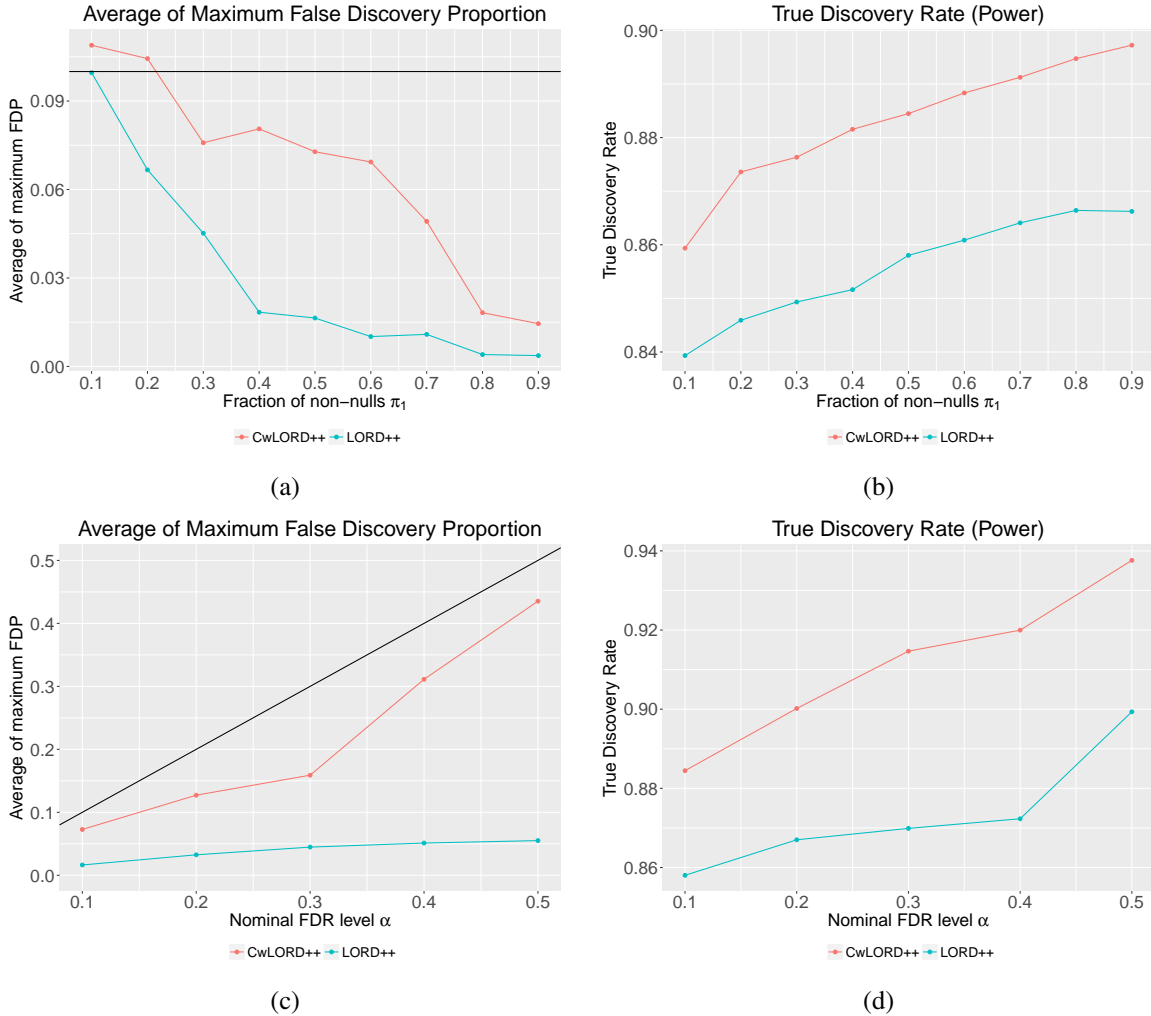 Average of Maximum False Discovery Proportion
Average of maximum FDP
0.09
0.06
0.03
0.00
0.1 0.2 0.3 0.4 0.5 0.6 0.7 0.8 0.9
Fraction of non−nulls π₁
CwLORD++ LORD++
(a)
True Discovery Rate (Power)
True Discovery Rate
0.90
0.88
0.86
0.84
0.1 0.2 0.3 0.4 0.5 0.6 0.7 0.8 0.9
Fraction of non−nulls π₁
CwLORD++ LORD++
(b)
Average of Maximum False Discovery Proportion
Average of maximum FDP
0.5
0.4
0.3
0.2
0.1
0.0
0.1 0.2 0.3 0.4 0.5
Nominal FDR level α
CwLORD++ LORD++
(c)
True Discovery Rate (Power)
True Discovery Rate
0.94
0.92
0.90
0.88
0.86
0.1 0.2 0.3 0.4 0.5
Nominal FDR level α
CwLORD++ LORD++
(d)